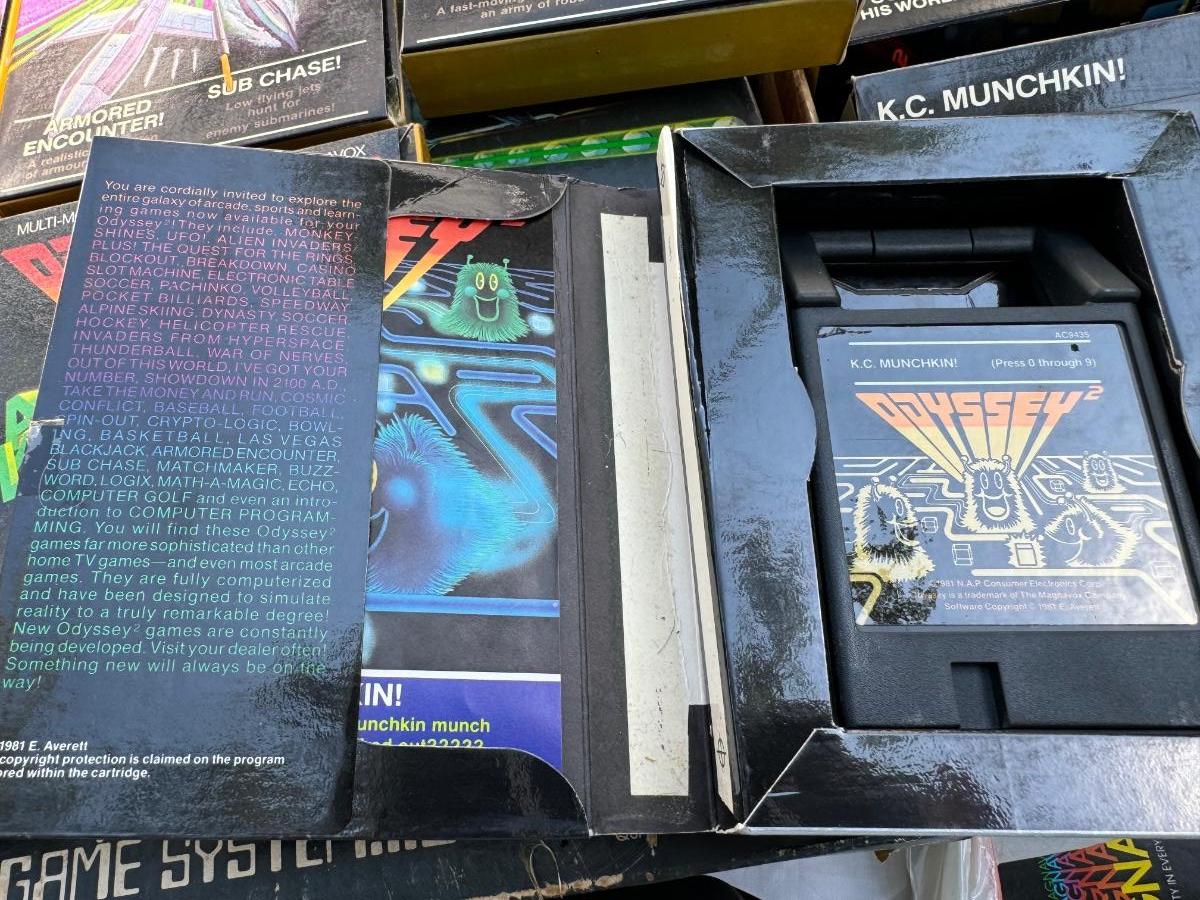 A fast-moving
an army of
HIS WORL
K.C. MUNCHKIN!
ARMORED
ENCOUNTER!
A realistic
of armour
SUB CHASE!
Low flying jets
hunt for
enemy submarines!
VOX
MULTI-M
You are cordially invited to explore the
entire galaxy of arcade, sports and learn-
ing games now available for your
Odyssey²! They include, MONKEY
SHINES, UFO!, ALIEN INVADERS
PLUS! THE QUEST FOR THE RINGS,
BLOCKOUT, BREAKDOWN, CASINO
SLOT MACHINE, ELECTRONIC TABLE
SOCCER, PACHINKO, VOLLEYBALL,
POCKET BILLIARDS, SPEEDWAY
ALPINE SKIING, DYNASTY, SOCCER
HOCKEY, HELICOPTER RESCUE
INVADERS FROM HYPERSPACE
THUNDERBALL, WAR OF NERVES,
OUT OF THIS WORLD, I'VE GOT YOUR
NUMBER, SHOWDOWN IN 2100 A.D.,
TAKE THE MONEY AND RUN, COSMIC
CONFLICT, BASEBALL, FOOTBALL,
SPIN-OUT, CRYPTO-LOGIC, BOWL-
ING, BASKETBALL, LAS VEGAS
BLACKJACK, ARMORED ENCOUNTER,
SUB CHASE, MATCHMAKER, BUZZ-
WORD, LOGIX, MATH-A-MAGIC, ECHO,
COMPUTER GOLF and even an intro-
duction to COMPUTER PROGRAM-
MING. You will find these Odyssey²
games far more sophisticated than other
home TV games—and even most arcade
games. They are fully computerized
and have been designed to simulate
reality to a truly remarkable degree!
New Odyssey² games are constantly
being developed. Visit your dealer often!
Something new will always be on the
way!
1981 E. Averett
copyright protection is claimed on the program
ored within the cartridge.
EY²
KIN!
unchkin munch
AC9435
K.C. MUNCHKIN! (Press 0 through 9)
ODYSSEY²
©1981 N.A.P. Consumer Electronics Corp.
Odyssey is a trademark of The Magnavox Company
Software Copyright © 1981 E. Averett
GAME SYSTEM
TY IN EVERY